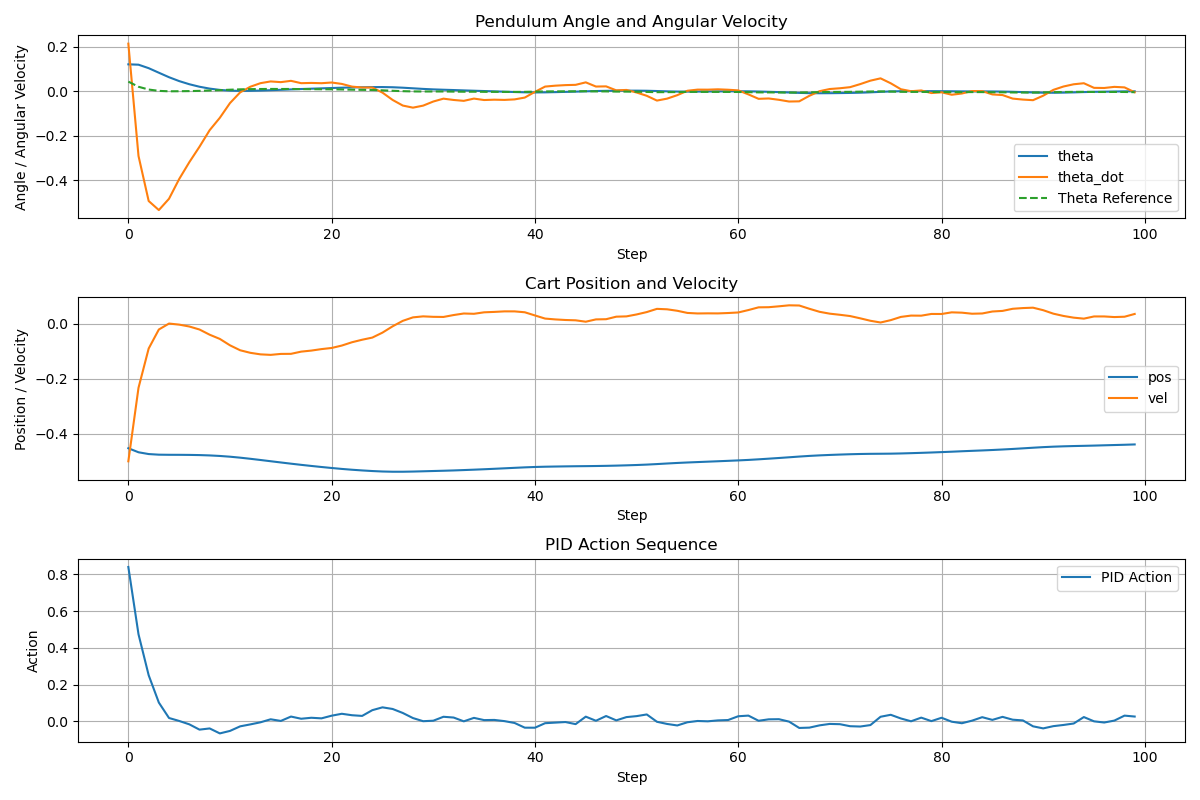 Pendulum Angle and Angular Velocity
Angle / Angular Velocity
0.2
0.0
−0.2
−0.4
theta
theta_dot
Theta Reference
0 20 40 60 80 100
Step
Cart Position and Velocity
Position / Velocity
0.0
−0.2
−0.4
pos
vel
0 20 40 60 80 100
Step
PID Action Sequence
Action
0.8
0.6
0.4
0.2
0.0
PID Action
0 20 40 60 80 100
Step